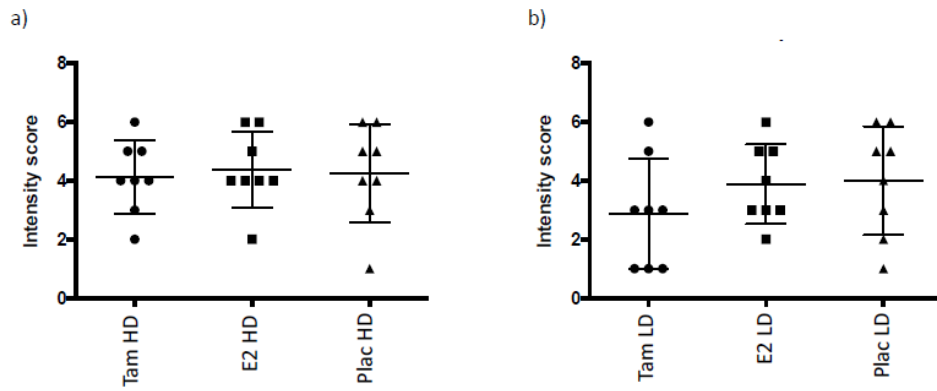 a)
8
6
4
2
0
Intensity score
Tam HD
E2 HD
Plac HD
b)
8
6
4
2
0
Intensity score
Tam LD
E2 LD
Plac LD